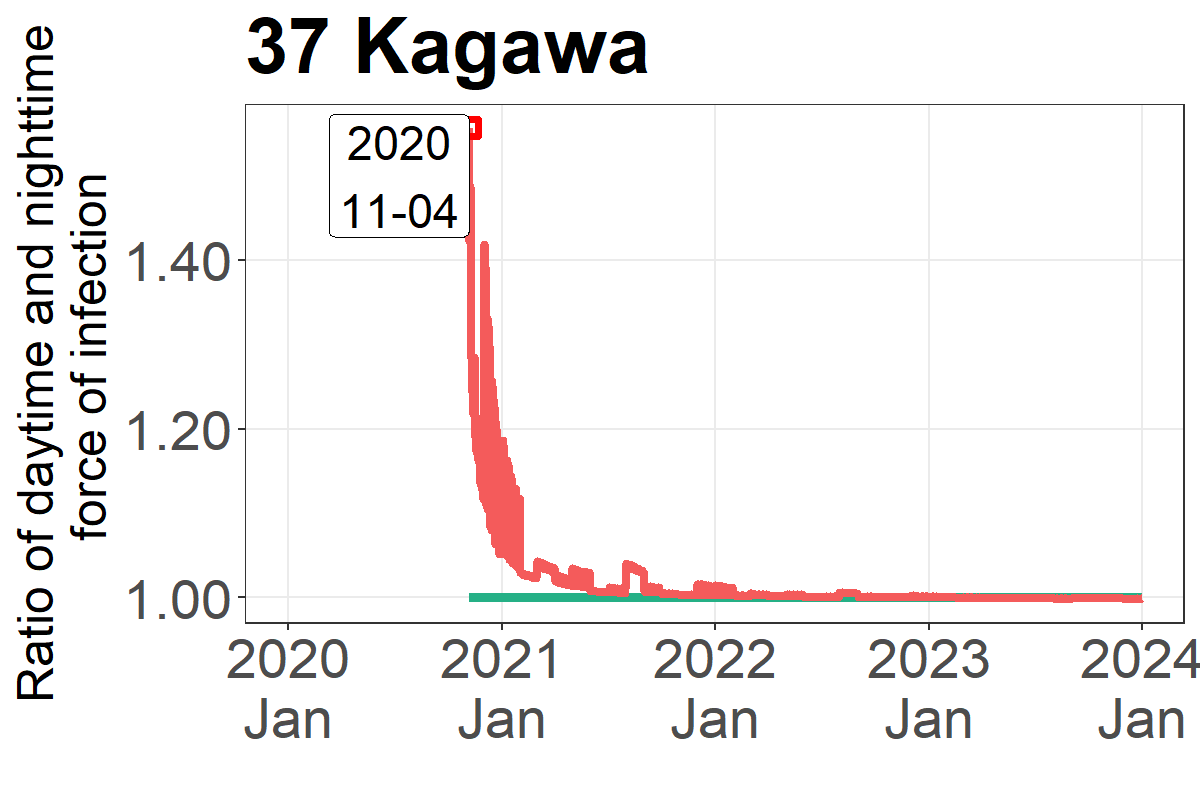 37 Kagawa
Ratio of daytime and nighttime
force of infection
2020
11-04
1.40
1.20
1.00
2020
Jan
2021
Jan
2022
Jan
2023
Jan
2024
Jan